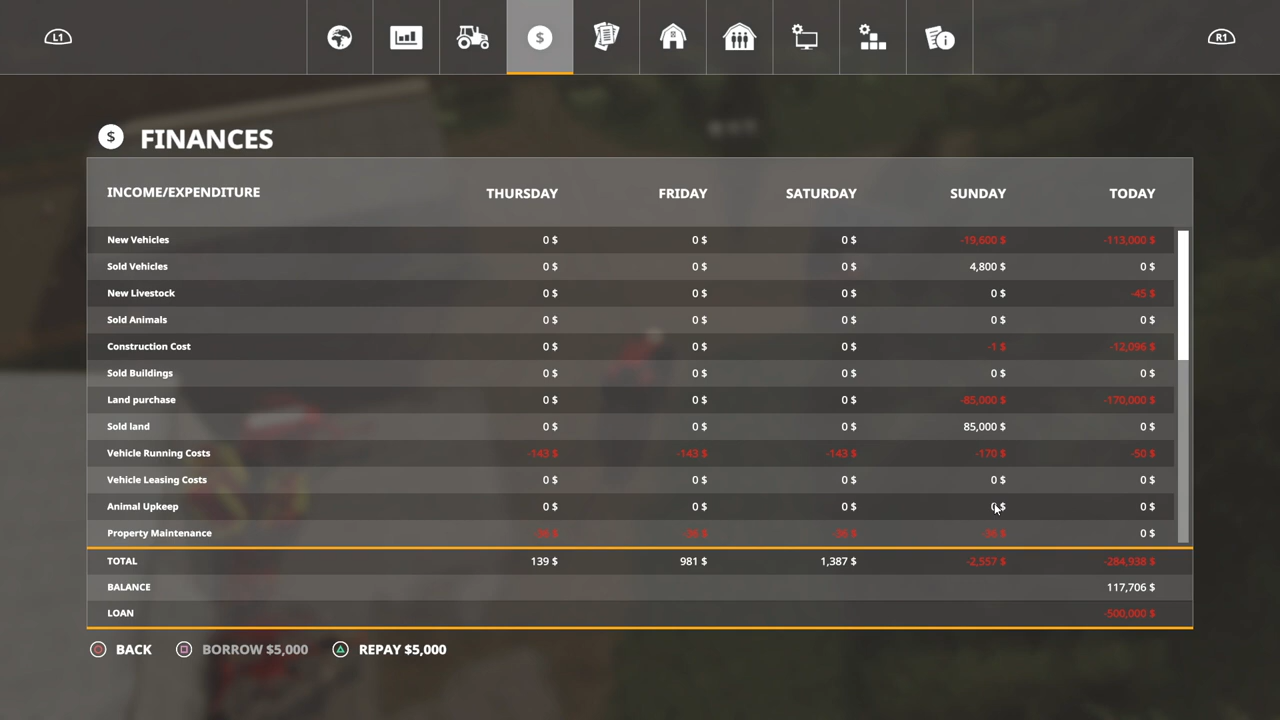 L1 $ R1
$ FINANCES
INCOME/EXPENDITURE THURSDAY FRIDAY SATURDAY SUNDAY TODAY
New Vehicles 0 $ 0 $ 0 $ -19,600 $ -113,000 $
Sold Vehicles 0 $ 0 $ 0 $ 4,800 $ 0 $
New Livestock 0 $ 0 $ 0 $ 0 $ -45 $
Sold Animals 0 $ 0 $ 0 $ 0 $ 0 $
Construction Cost 0 $ 0 $ 0 $ -1 $ -12,096 $
Sold Buildings 0 $ 0 $ 0 $ 0 $ 0 $
Land purchase 0 $ 0 $ 0 $ -85,000 $ -170,000 $
Sold land 0 $ 0 $ 0 $ 85,000 $ 0 $
Vehicle Running Costs -143 $ -143 $ -143 $ -170 $ -50 $
Vehicle Leasing Costs 0 $ 0 $ 0 $ 0 $ 0 $
Animal Upkeep 0 $ 0 $ 0 $ 0 $ 0 $
Property Maintenance 0 $
TOTAL 139 $ 981 $ 1,387 $ -2,557 $ -284,938 $
BALANCE 117,706 $
LOAN -500,000 $
BACK BORROW $5,000 REPAY $5,000